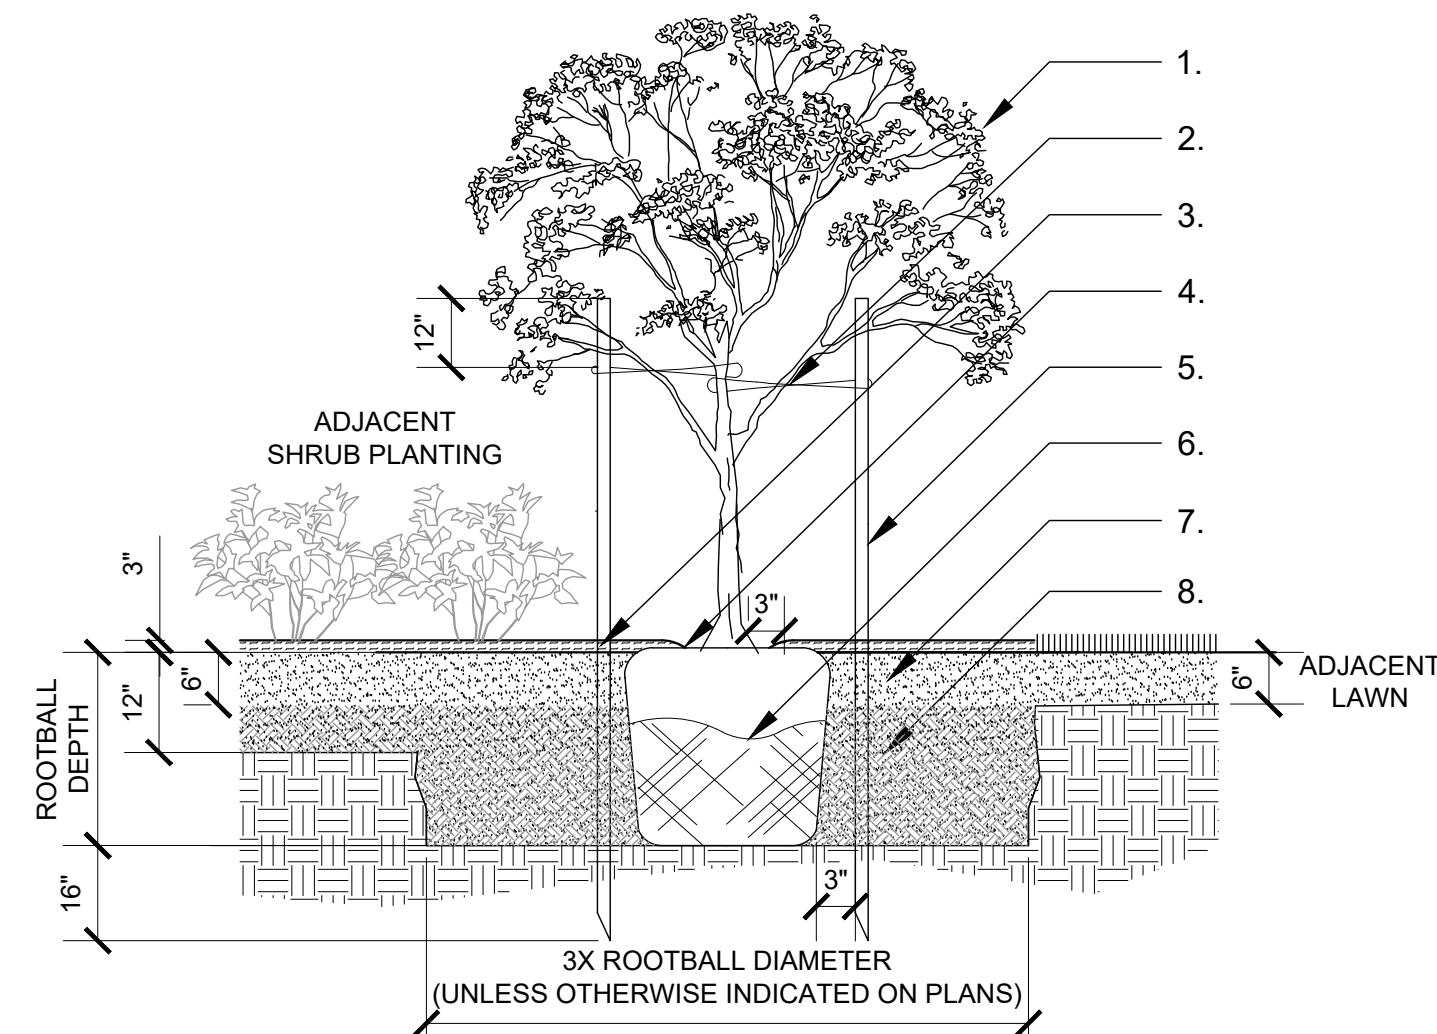 1.
2.
3.
4.
12"
5.
ADJACENT
SHRUB PLANTING
6.
7.
3"
8.
3"
ROOTBALL
DEPTH
12"
6"
6"
ADJACENT
LAWN
16"
3"
3X ROOTBALL DIAMETER
(UNLESS OTHERWISE INDICATED ON PLANS)